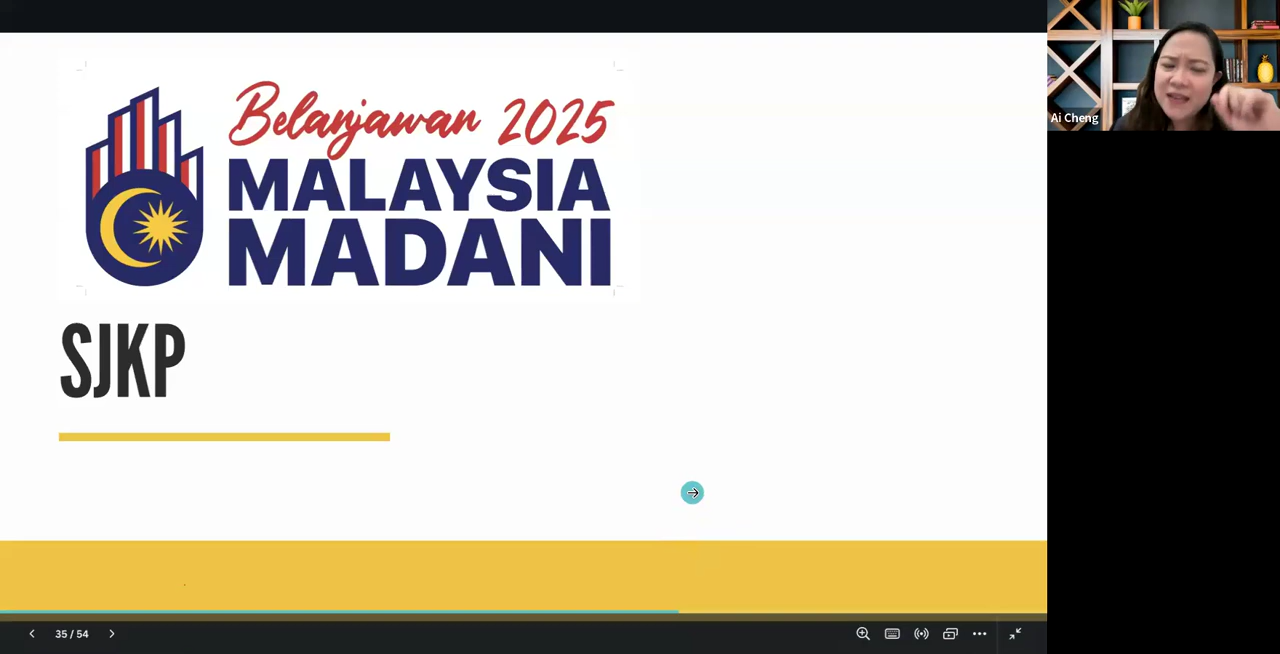 Belanjawan 2025
MALAYSIA
MADANI
SJKP
Ai Cheng
35 / 54